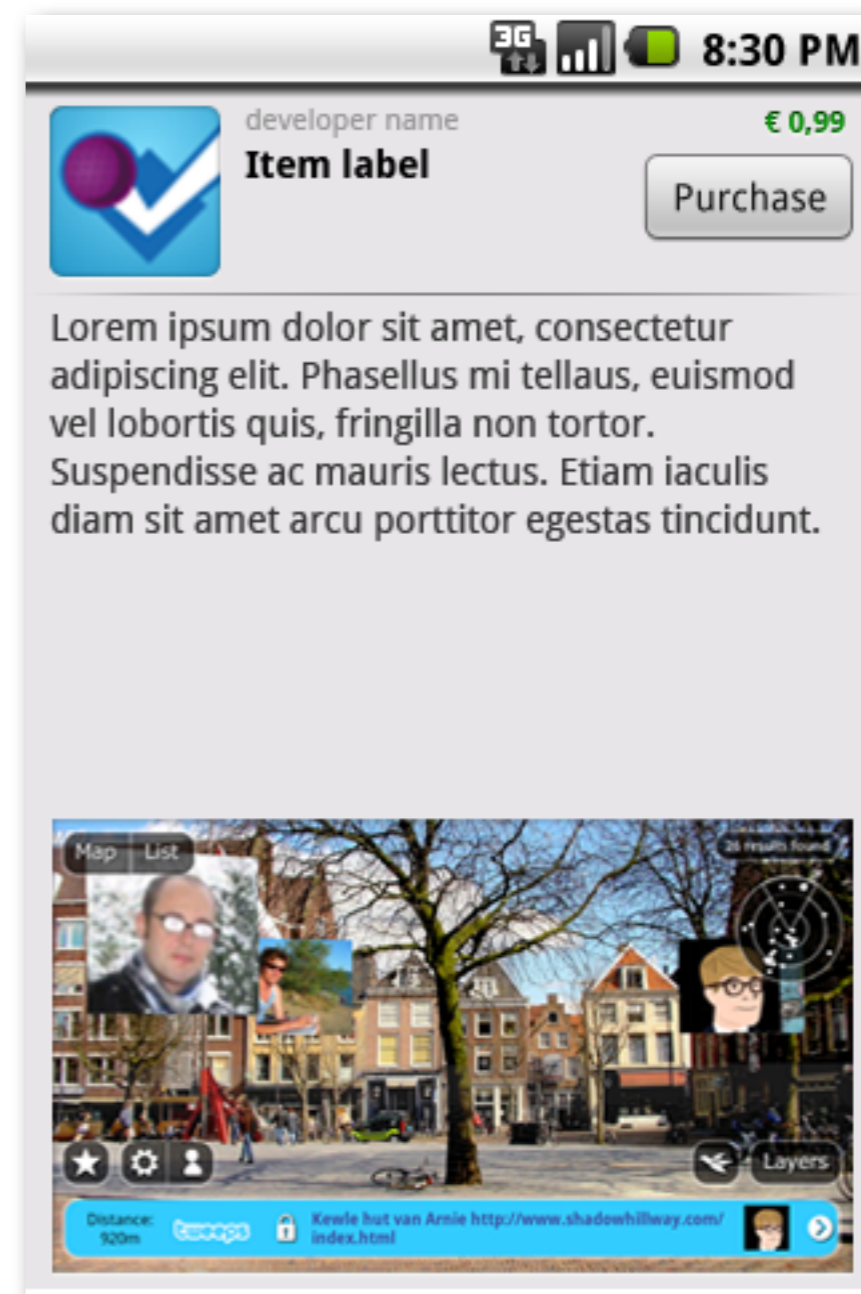 3G
8:30 PM
developer name
€ 0,99
Item label
Purchase
Lorem ipsum dolor sit amet, consectetur
adipiscing elit. Phasellus mi tellaus, euismod
vel lobortis quis, fringilla non tortor.
Suspendisse ac mauris lectus. Etiam iaculis
diam sit amet arcu porttitor egestas tincidunt.
Map List
26 results found
Layers
Distance:
920m
tweeps
Kewle hut van Arnie http://www.shadowhillway.com/
index.html